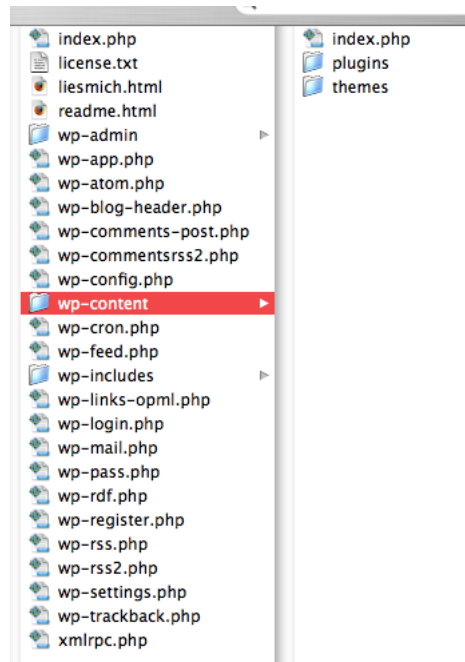 index.php
license.txt
liesmich.html
readme.html
wp-admin
wp-app.php
wp-atom.php
wp-blog-header.php
wp-comments-post.php
wp-commentsrss2.php
wp-config.php
wp-content
wp-cron.php
wp-feed.php
wp-includes
wp-links-opml.php
wp-login.php
wp-mail.php
wp-pass.php
wp-rdf.php
wp-register.php
wp-rss.php
wp-rss2.php
wp-settings.php
wp-trackback.php
xmlrpc.php
index.php
plugins
themes